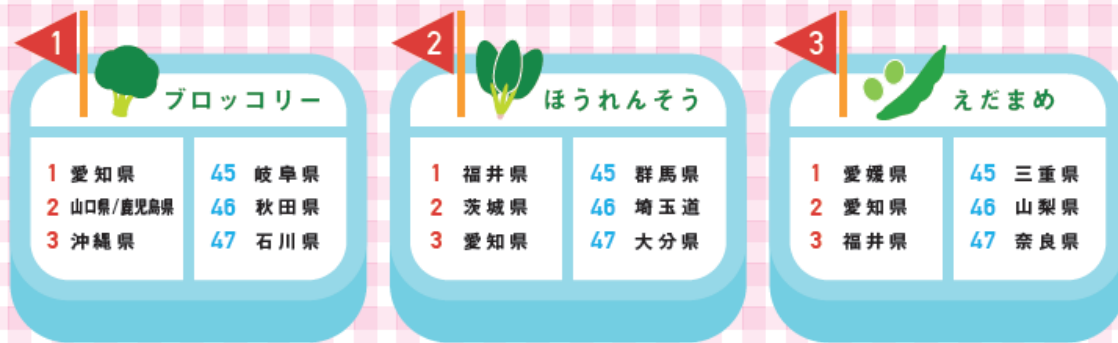 1
ブロッコリー
1 愛知県
2 山口県/鹿児島県
3 沖縄県
45 岐阜県
46 秋田県
47 石川県
2
ほうれんそう
1 福井県
2 茨城県
3 愛知県
45 群馬県
46 埼玉道
47 大分県
3
えだまめ
1 愛媛県
2 愛知県
3 福井県
45 三重県
46 山梨県
47 奈良県